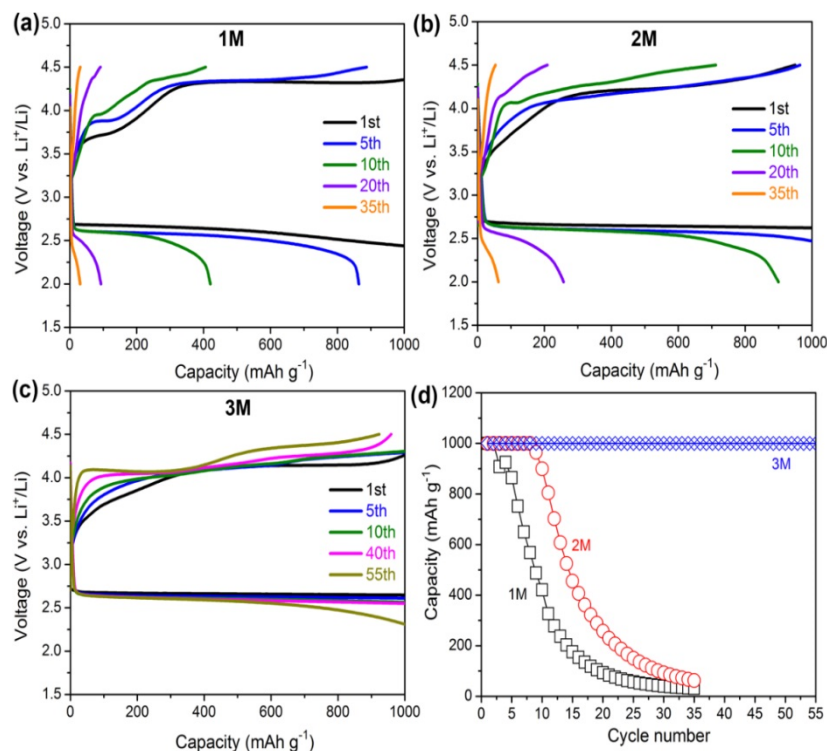 (a)
1M
5.0
4.5
4.0
3.5
3.0
2.5
2.0
1.5
Voltage (V vs. Li⁺/Li)
1st
5th
10th
20th
35th
0 200 400 600 800 1000
Capacity (mAh g⁻¹)
(b)
2M
5.0
4.5
4.0
3.5
3.0
2.5
2.0
1.5
Voltage (V vs. Li⁺/Li)
1st
5th
10th
20th
35th
0 200 400 600 800 1000
Capacity (mAh g⁻¹)
(c)
3M
5.0
4.5
4.0
3.5
3.0
2.5
2.0
1.5
Voltage (V vs. Li⁺/Li)
1st
5th
10th
40th
55th
0 200 400 600 800 1000
Capacity (mAh g⁻¹)
(d)
1200
1000
800
600
400
200
0
Capacity (mAh g⁻¹)
3M
2M
1M
0 5 10 15 20 25 30 35 40 45 50 55
Cycle number